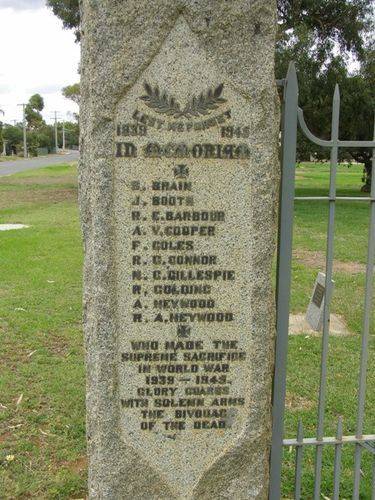 LEST WE FORGET
1939 1945
IN MEMORIAM
S. BRAIN
J. BOOTS
R. E. BARBOUR
A. V. COOPER
F. COLES
R. C. CONNOR
N. C. GILLESPIE
R. GOLDING
A. HEYWOOD
R. A. HEYWOOD
WHO MADE THE
SUPREME SACRIFICE
IN WORLD WAR
1939 — 1945.
GLORY GUARDS
WITH SOLEMN ARMS
THE BIVOUAC
OF THE DEAD.